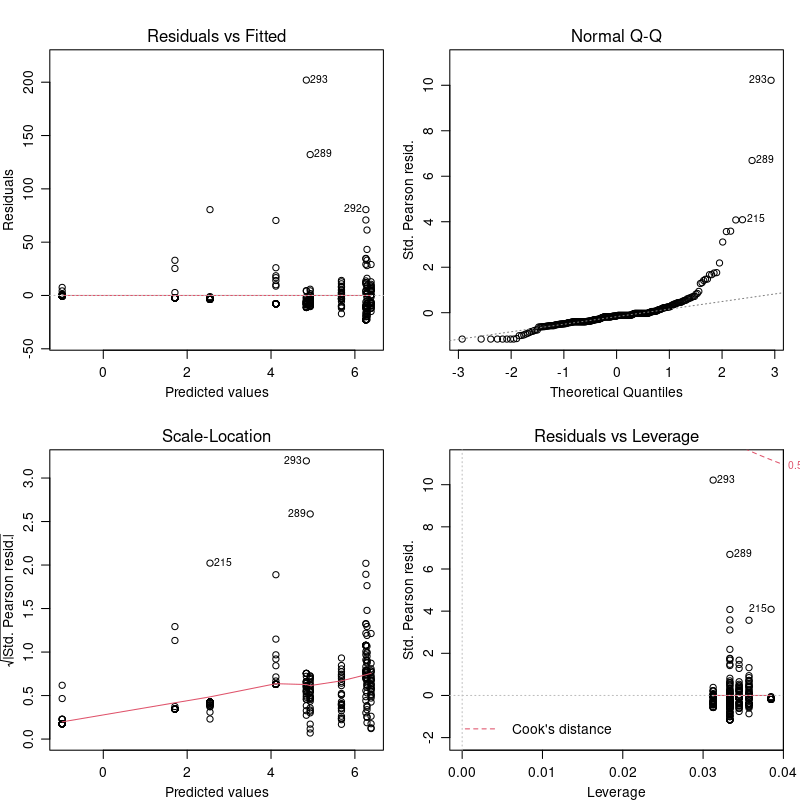 Residuals vs Fitted
Residuals
200
150
100
50
0
-50
293
289
292
0 2 4 6
Predicted values
Normal Q-Q
Std. Pearson resid.
10
8
6
4
2
0
293
289
215
-3 -2 -1 0 1 2 3
Theoretical Quantiles
Scale-Location
√|Std. Pearson resid.|
3.0
2.5
2.0
1.5
1.0
0.5
0.0
293
289
215
0 2 4 6
Predicted values
Residuals vs Leverage
Std. Pearson resid.
10
8
6
4
2
0
-2
0.5
293
289
215
Cook's distance
0.00 0.01 0.02 0.03 0.04
Leverage